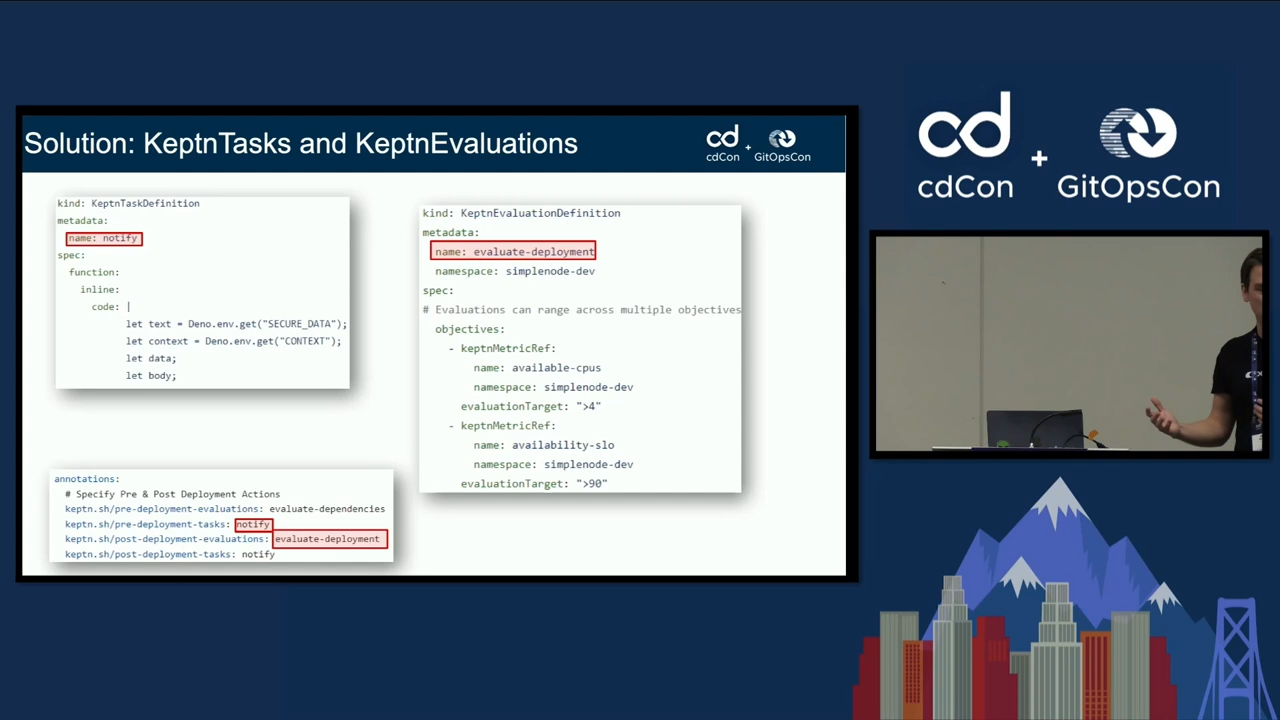 Solution: KeptnTasks and KeptnEvaluations
cdCon + GitOpsCon
kind: KeptnTaskDefinition
metadata:
name: notify
spec:
function:
inline:
code: |
let text = Deno.env.get("SECURE_DATA");
let context = Deno.env.get("CONTEXT");
let data;
let body;
kind: KeptnEvaluationDefinition
metadata:
name: evaluate-deployment
namespace: simplenode-dev
spec:
# Evaluations can range across multiple objectives
objectives:
- keptnMetricRef:
name: available-cpus
namespace: simplenode-dev
evaluationTarget: ">4"
- keptnMetricRef:
name: availability-slo
namespace: simplenode-dev
evaluationTarget: ">90"
annotations:
# Specify Pre & Post Deployment Actions
keptn.sh/pre-deployment-evaluations: evaluate-dependencies
keptn.sh/pre-deployment-tasks: notify
keptn.sh/post-deployment-evaluations: evaluate-deployment
keptn.sh/post-deployment-tasks: notify
cd
cdCon + GitOpsCon